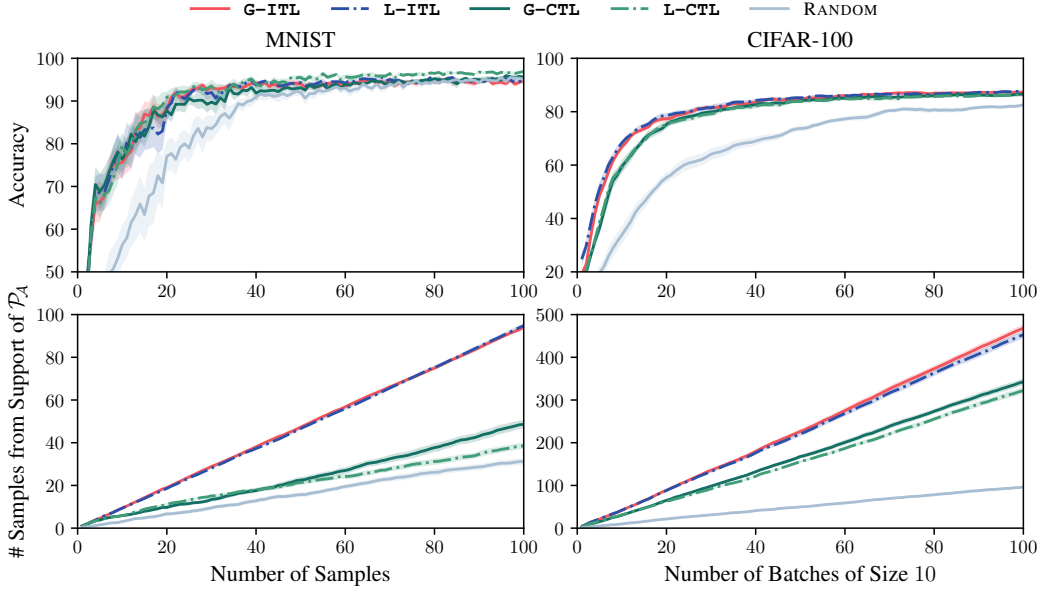 G-ITL L-ITL G-CTL L-CTL RANDOM
MNIST CIFAR-100
Accuracy
100
90
80
70
60
50
0 20 40 60 80 100
100
80
60
40
20
0 20 40 60 80 100
# Samples from Support of 𝒫_𝒜
100
80
60
40
20
0
0 20 40 60 80 100
500
400
300
200
100
0
0 20 40 60 80 100
Number of Samples Number of Batches of Size 10